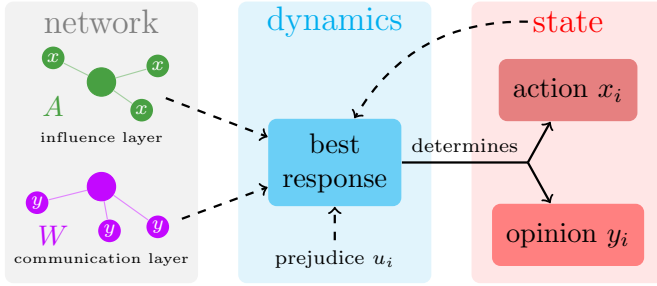 network
x
x
x
A
influence layer
y
y
y
W
communication layer
dynamics
best
response
prejudice u_i
determines
state
action x_i
opinion y_i